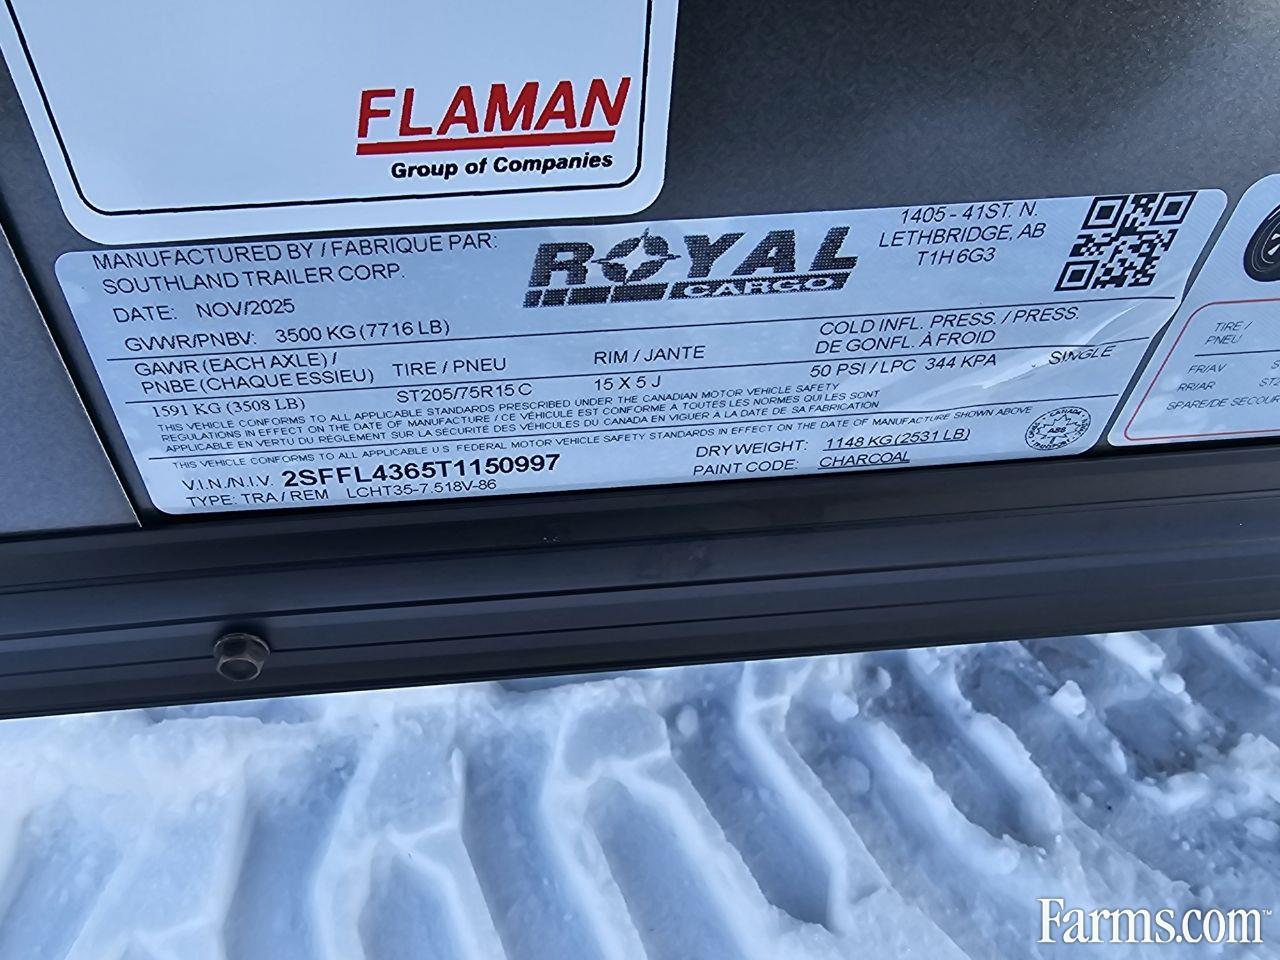 FLAMAN
Group of Companies
MANUFACTURED BY / FABRIQUE PAR:
SOUTHLAND TRAILER CORP.
ROYAL
CARGO
1405 - 41ST. N.
LETHBRIDGE, AB
T1H 6G3
DATE: NOV/2025
GVWR/PNBV: 3500 KG (7716 LB)
GAWR (EACH AXLE) /
PNBE (CHAQUE ESSIEU)
TIRE / PNEU
RIM / JANTE
COLD INFL. PRESS. / PRESS.
DE GONFL. À FROID
1591 KG (3508 LB)
ST205/75R15 C
15 X 5 J
50 PSI / LPC 344 KPA
SINGLE
THIS VEHICLE CONFORMS TO ALL APPLICABLE STANDARDS PRESCRIBED UNDER THE CANADIAN MOTOR VEHICLE SAFETY
REGULATIONS IN EFFECT ON THE DATE OF MANUFACTURE / CE VÉHICULE EST CONFORME A TOUTES LES NORMES QUI LES SONT
APPLICABLE EN VERTU DU RÈGLEMENT SUR LA SÉCURITÉ DES VÉHICULES DU CANADA EN VIGUER À LA DATE DE SA FABRICATION
THIS VEHICLE CONFORMS TO ALL APPLICABLE U.S FEDERAL MOTOR VEHICLE SAFETY STANDARDS IN EFFECT ON THE DATE OF MANUFACTURE SHOWN ABOVE
V.I.N./N.I.V. 2SFFL4365T1150997
TYPE: TRA / REM LCHT35-7.518V-86
DRY WEIGHT: 1148 KG (2531 LB)
PAINT CODE: CHARCOAL
CANADA
TRANSPORT
TIRE /
PNEU
FR/AV
RR/AR
SPARE/DE SECOUR
Farms.com™